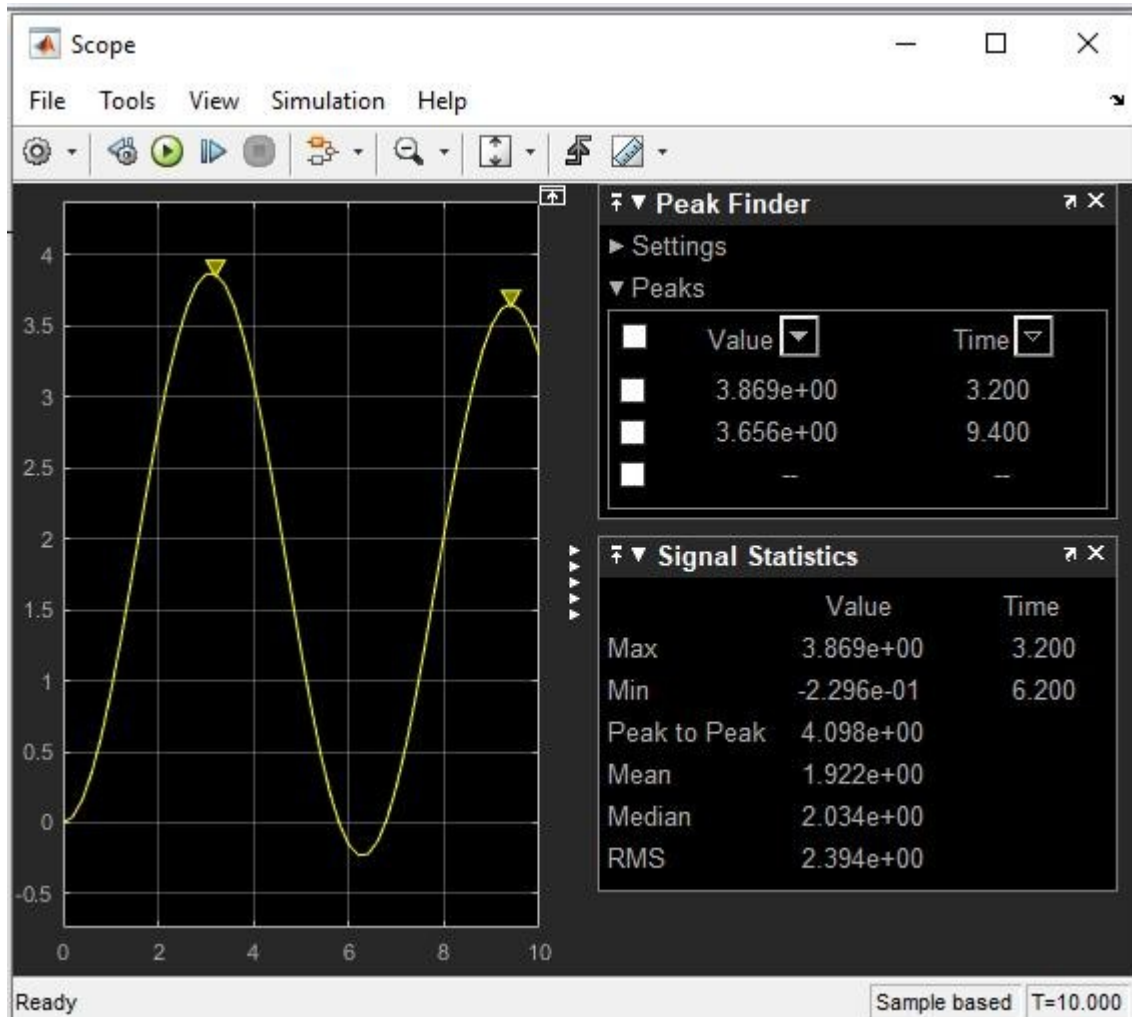 Scope
File Tools View Simulation Help
4
3.5
3
2.5
2
1.5
1
0.5
0
-0.5
0 2 4 6 8 10
Peak Finder
Settings
Peaks
Value Time
3.869e+00 3.200
3.656e+00 9.400
-- --
Signal Statistics
Value Time
Max 3.869e+00 3.200
Min -2.296e-01 6.200
Peak to Peak 4.098e+00
Mean 1.922e+00
Median 2.034e+00
RMS 2.394e+00
Ready Sample based T=10.000